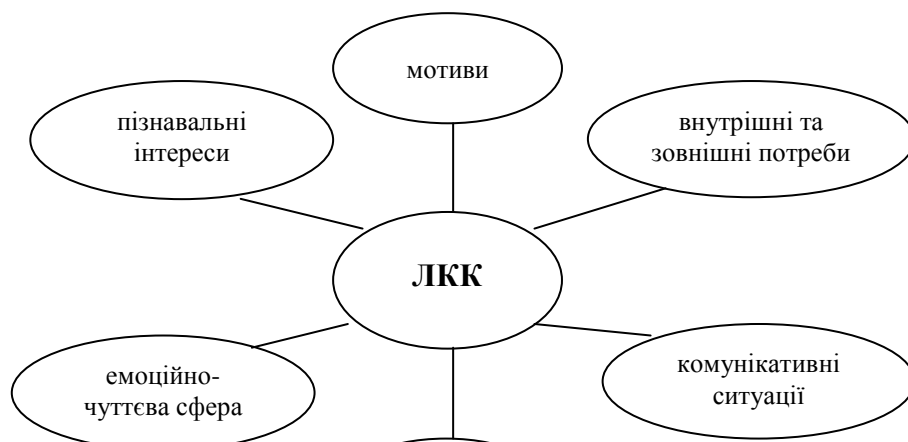 мотиви
пізнавальні
інтереси
внутрішні та
зовнішні потреби
ЛКК
емоційно-
чуттєва сфера
комунікативні
ситуації